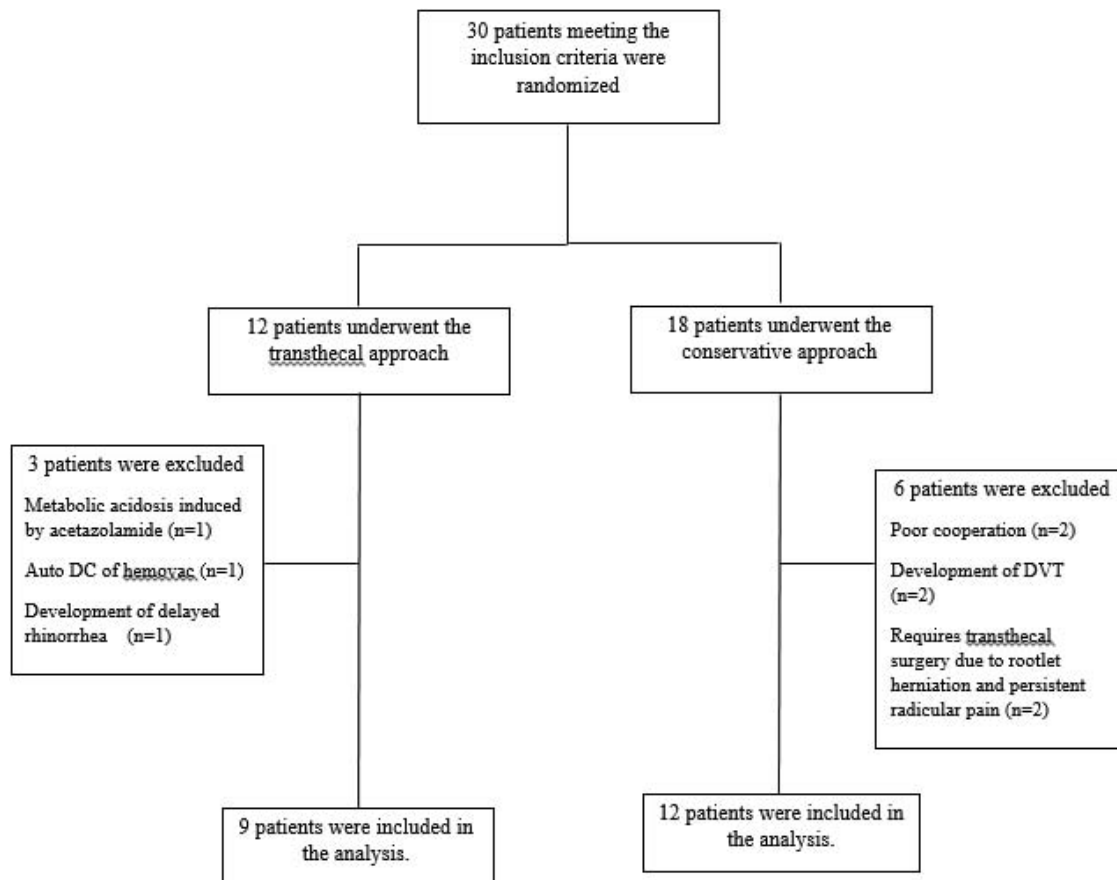 30 patients meeting the
inclusion criteria were
randomized
12 patients underwent the
transthecal approach
18 patients underwent the
conservative approach
3 patients were excluded
Metabolic acidosis induced
by acetazolamide (n=1)
Auto DC of hemovac (n=1)
Development of delayed
rhinorrhea (n=1)
6 patients were excluded
Poor cooperation (n=2)
Development of DVT
(n=2)
Requires transthecal
surgery due to rootlet
herniation and persistent
radicular pain (n=2)
9 patients were included in
the analysis.
12 patients were included in
the analysis.